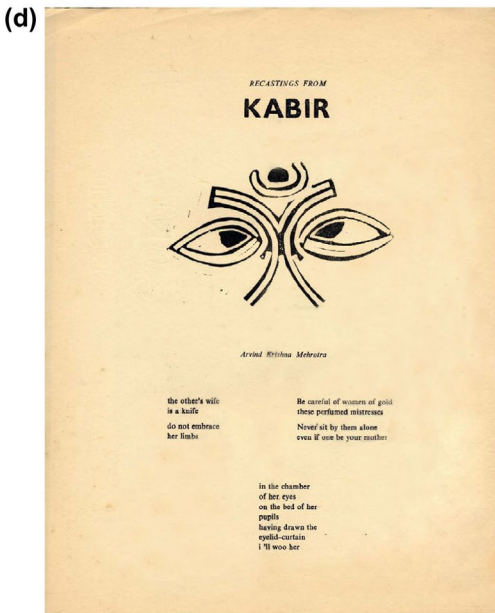 (d)
RECASTINGS FROM
KABIR
Arvind Krishna Mehrotra
the other's wife
is a knife
do not embrace
her limbs
Be careful of women of gold
these perfumed mistresses
Never sit by them alone
even if one be your mother
in the chamber
of her eyes
on the bed of her
pupils
having drawn the
eyelid-curtain
i 'll woo her